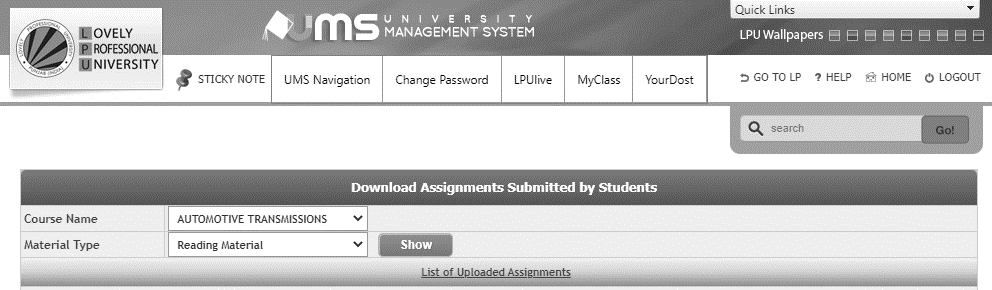 Quick Links
LPU Wallpapers
LOVELY
PROFESSIONAL
UNIVERSITY
UMS UNIVERSITY
MANAGEMENT SYSTEM
STICKY NOTE UMS Navigation Change Password LPUlive MyClass YourDost GO TO LP ? HELP HOME LOGOUT
search Go!
Download Assignments Submitted by Students
Course Name AUTOMOTIVE TRANSMISSIONS
Material Type Reading Material Show
List of Uploaded Assignments